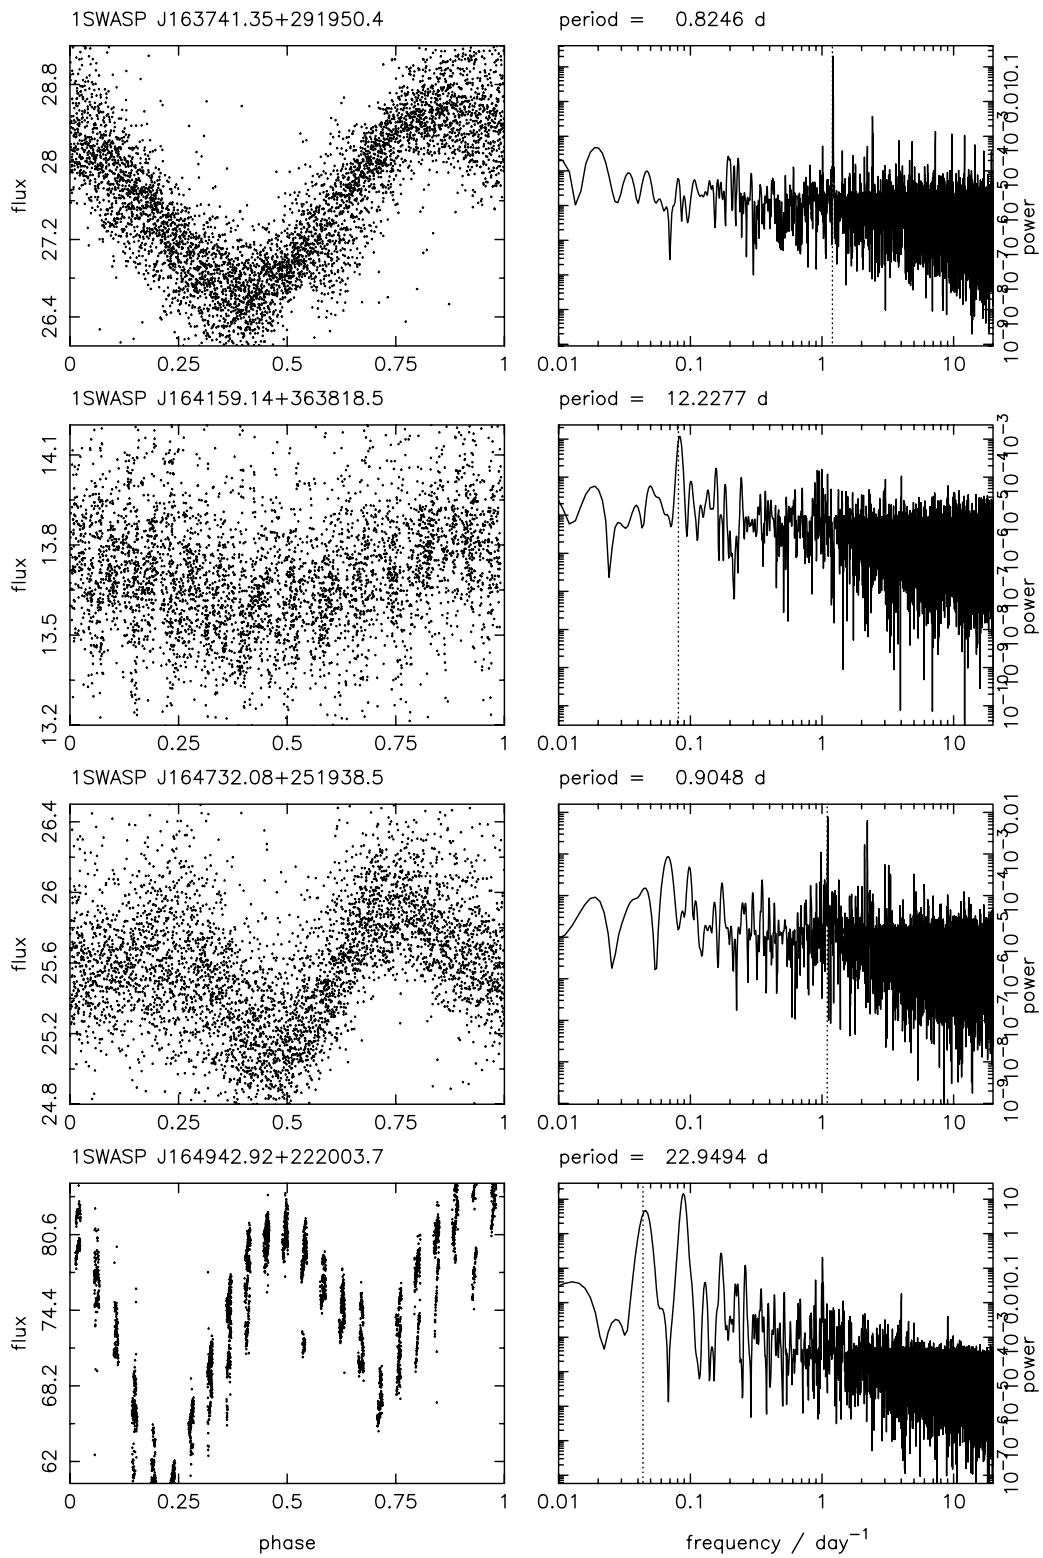 1SWASP J163741.35+291950.4
period = 0.8246 d
flux
28.8
28
27.2
26.4
0 0.25 0.5 0.75 1
0.1
0.01
10⁻³
10⁻⁴
10⁻⁵
10⁻⁶
10⁻⁷
10⁻⁸
10⁻⁹
power
0.01 0.1 1 10
1SWASP J164159.14+363818.5
period = 12.2277 d
flux
14.1
13.8
13.5
13.2
0 0.25 0.5 0.75 1
10⁻³
10⁻⁴
10⁻⁵
10⁻⁶
10⁻⁷
10⁻⁸
10⁻⁹
10⁻¹⁰
power
0.01 0.1 1 10
1SWASP J164732.08+251938.5
period = 0.9048 d
flux
26.4
26
25.6
25.2
24.8
0 0.25 0.5 0.75 1
0.01
10⁻³
10⁻⁴
10⁻⁵
10⁻⁶
10⁻⁷
10⁻⁸
10⁻⁹
power
0.01 0.1 1 10
1SWASP J164942.92+222003.7
period = 22.9494 d
flux
80.6
74.4
68.2
62
0 0.25 0.5 0.75 1
phase
10
1
0.1
0.01
10⁻³
10⁻⁴
10⁻⁵
10⁻⁶
10⁻⁷
power
0.01 0.1 1 10
frequency / day⁻¹